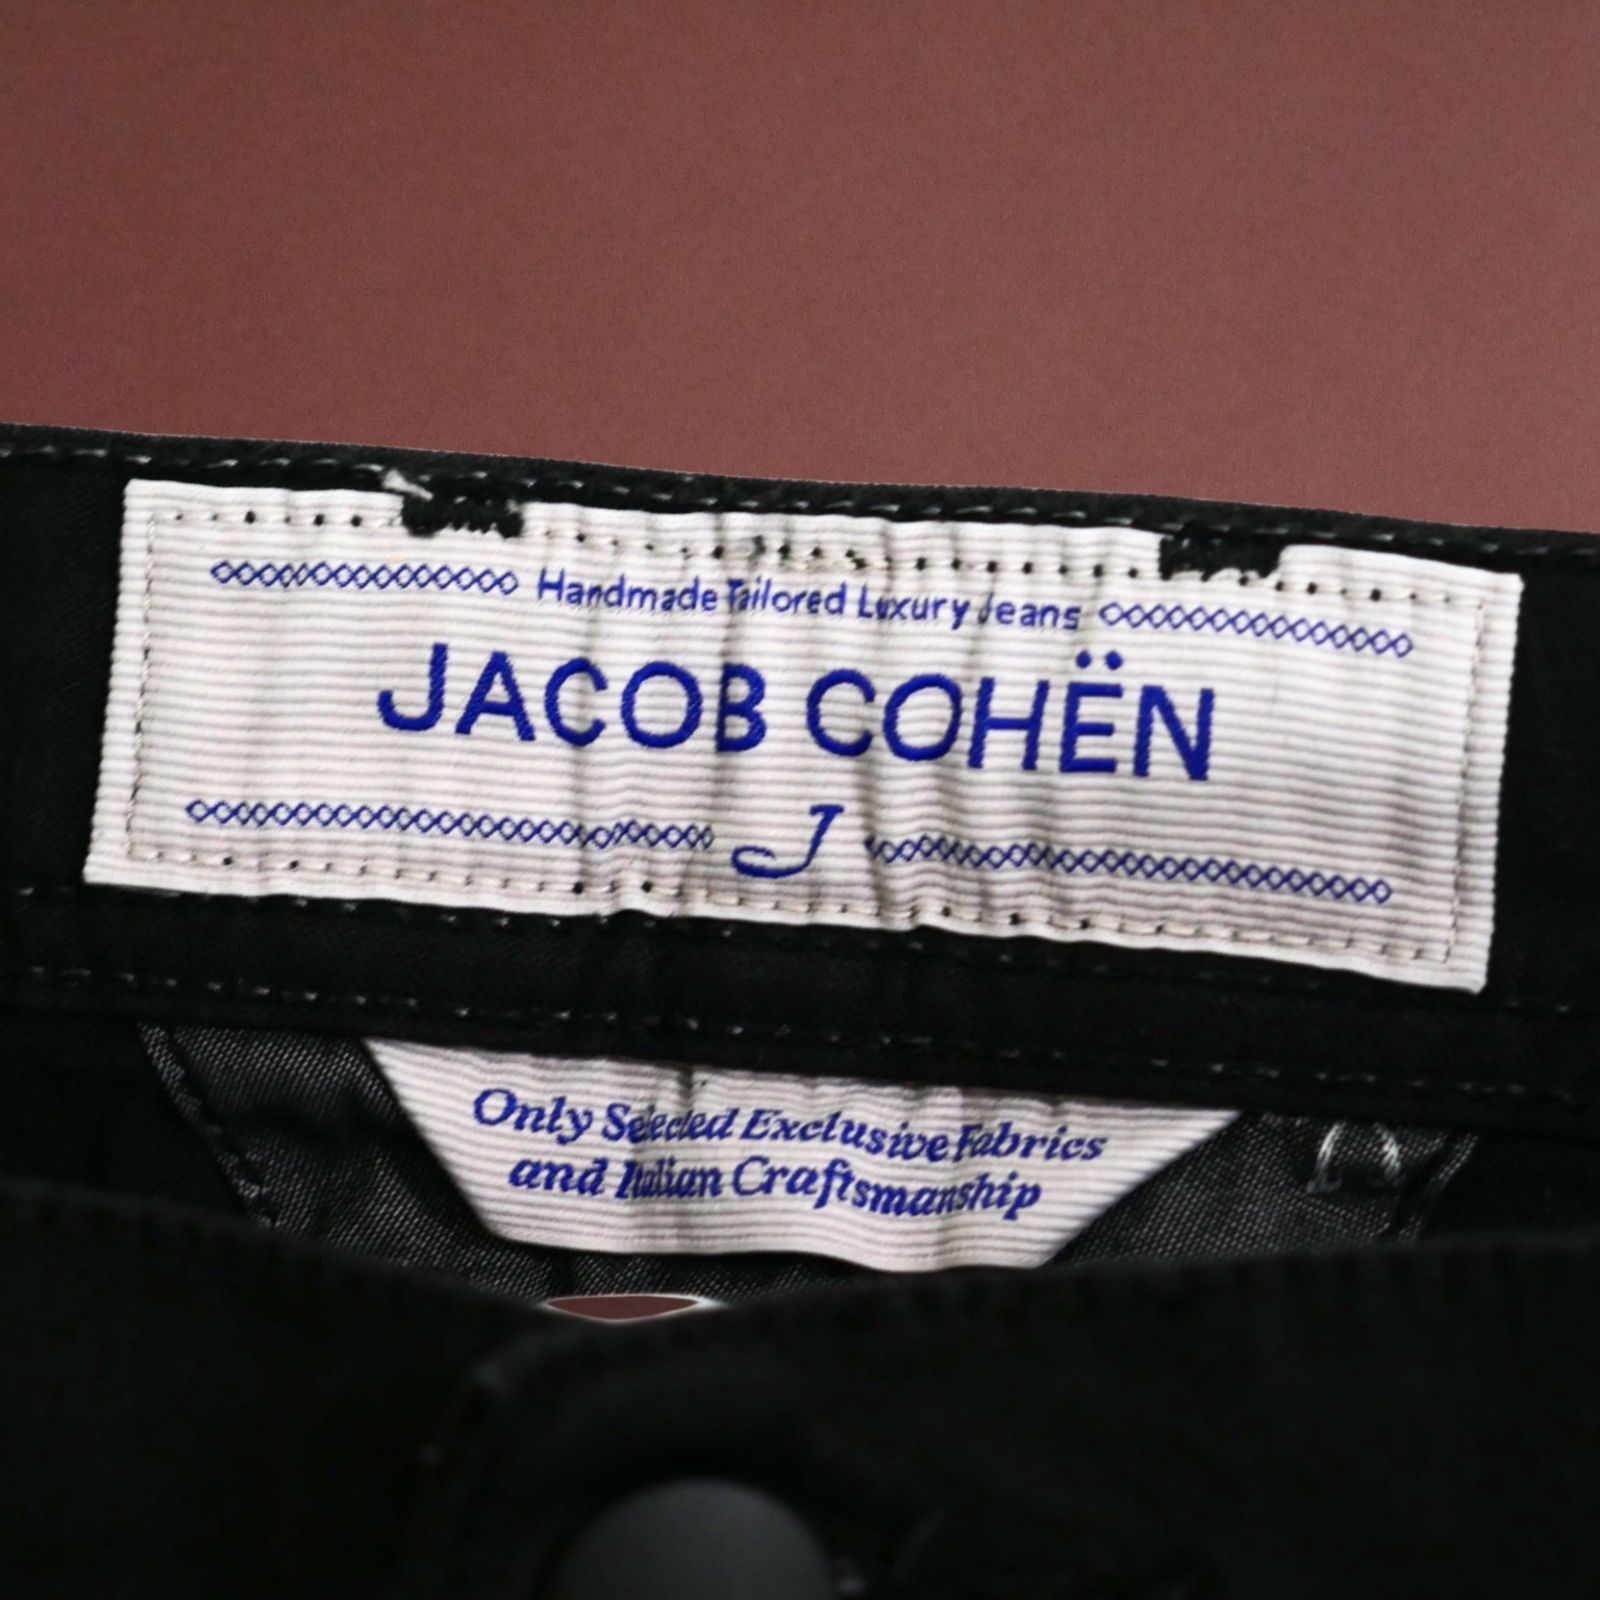 Handmade Tailored Luxury Jeans
JACOB COHËN
J
Only Selected Exclusive Fabrics
and Italian Craftsmanship